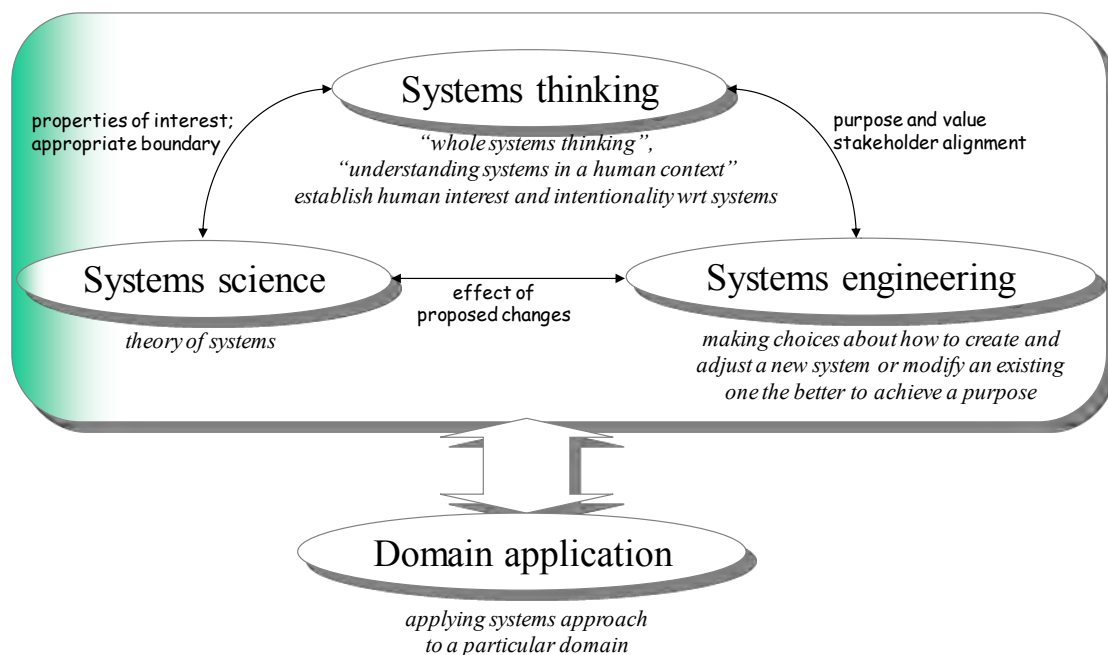 Systems thinking
properties of interest;
appropriate boundary
purpose and value
stakeholder alignment
“whole systems thinking”,
“understanding systems in a human context”
establish human interest and intentionality wrt systems
Systems science
Systems engineering
effect of
proposed changes
theory of systems
making choices about how to create and
adjust a new system or modify an existing
one the better to achieve a purpose
Domain application
applying systems approach
to a particular domain